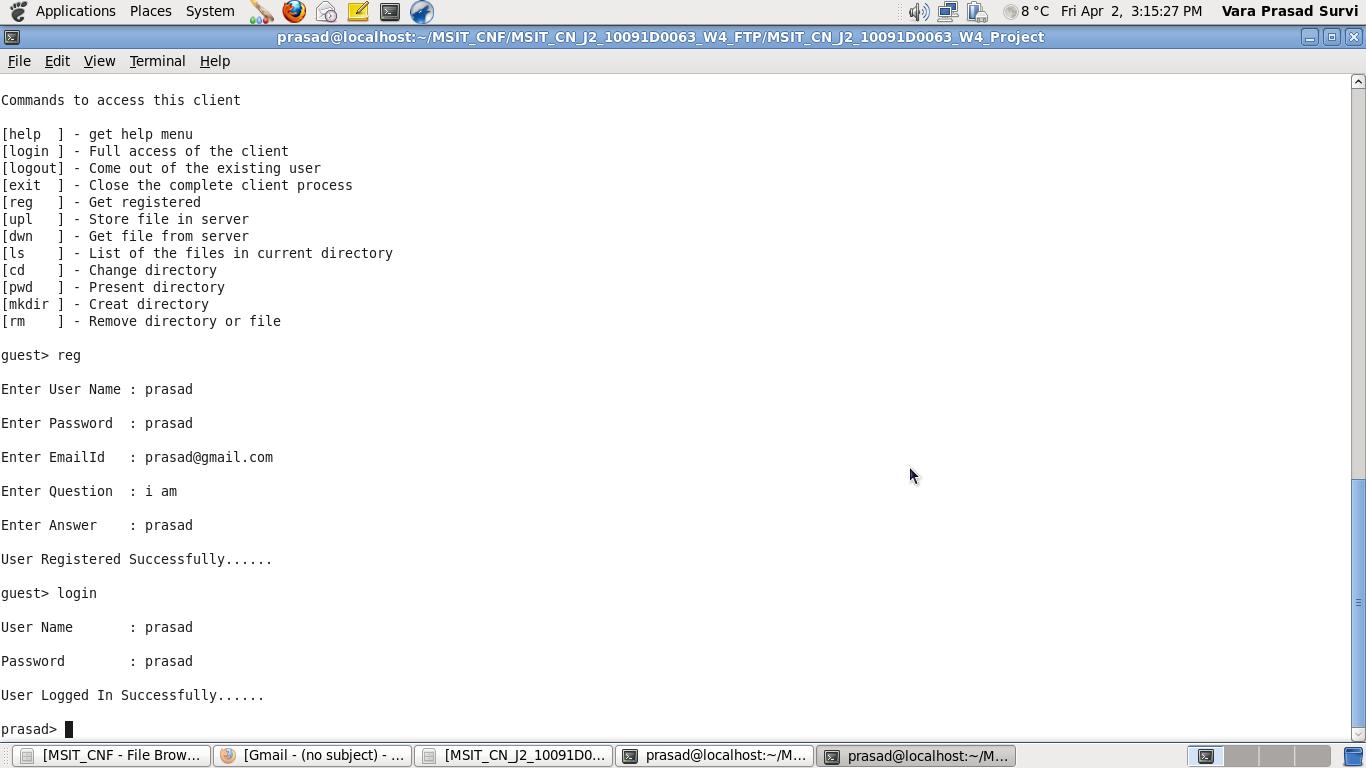 Applications Places System 8 °C Fri Apr 2, 3:15:27 PM Vara Prasad Survi
prasad@localhost:~/MSIT_CNF/MSIT_CN_J2_10091D0063_W4_FTP/MSIT_CN_J2_10091D0063_W4_Project
File Edit View Terminal Help
Commands to access this client
[help  ] - get help menu
[login ] - Full access of the client
[logout] - Come out of the existing user
[exit  ] - Close the complete client process
[reg   ] - Get registered
[upl   ] - Store file in server
[dwn   ] - Get file from server
[ls    ] - List of the files in current directory
[cd    ] - Change directory
[pwd   ] - Present directory
[mkdir ] - Creat directory
[rm    ] - Remove directory or file
guest> reg
Enter User Name : prasad
Enter Password  : prasad
Enter EmailId   : prasad@gmail.com
Enter Question  : i am
Enter Answer    : prasad
User Registered Successfully......
guest> login
User Name       : prasad
Password        : prasad
User Logged In Successfully......
prasad>
[MSIT_CNF - File Brow... [Gmail - (no subject) - ... [MSIT_CN_J2_10091D0... prasad@localhost:~/M... prasad@localhost:~/M...